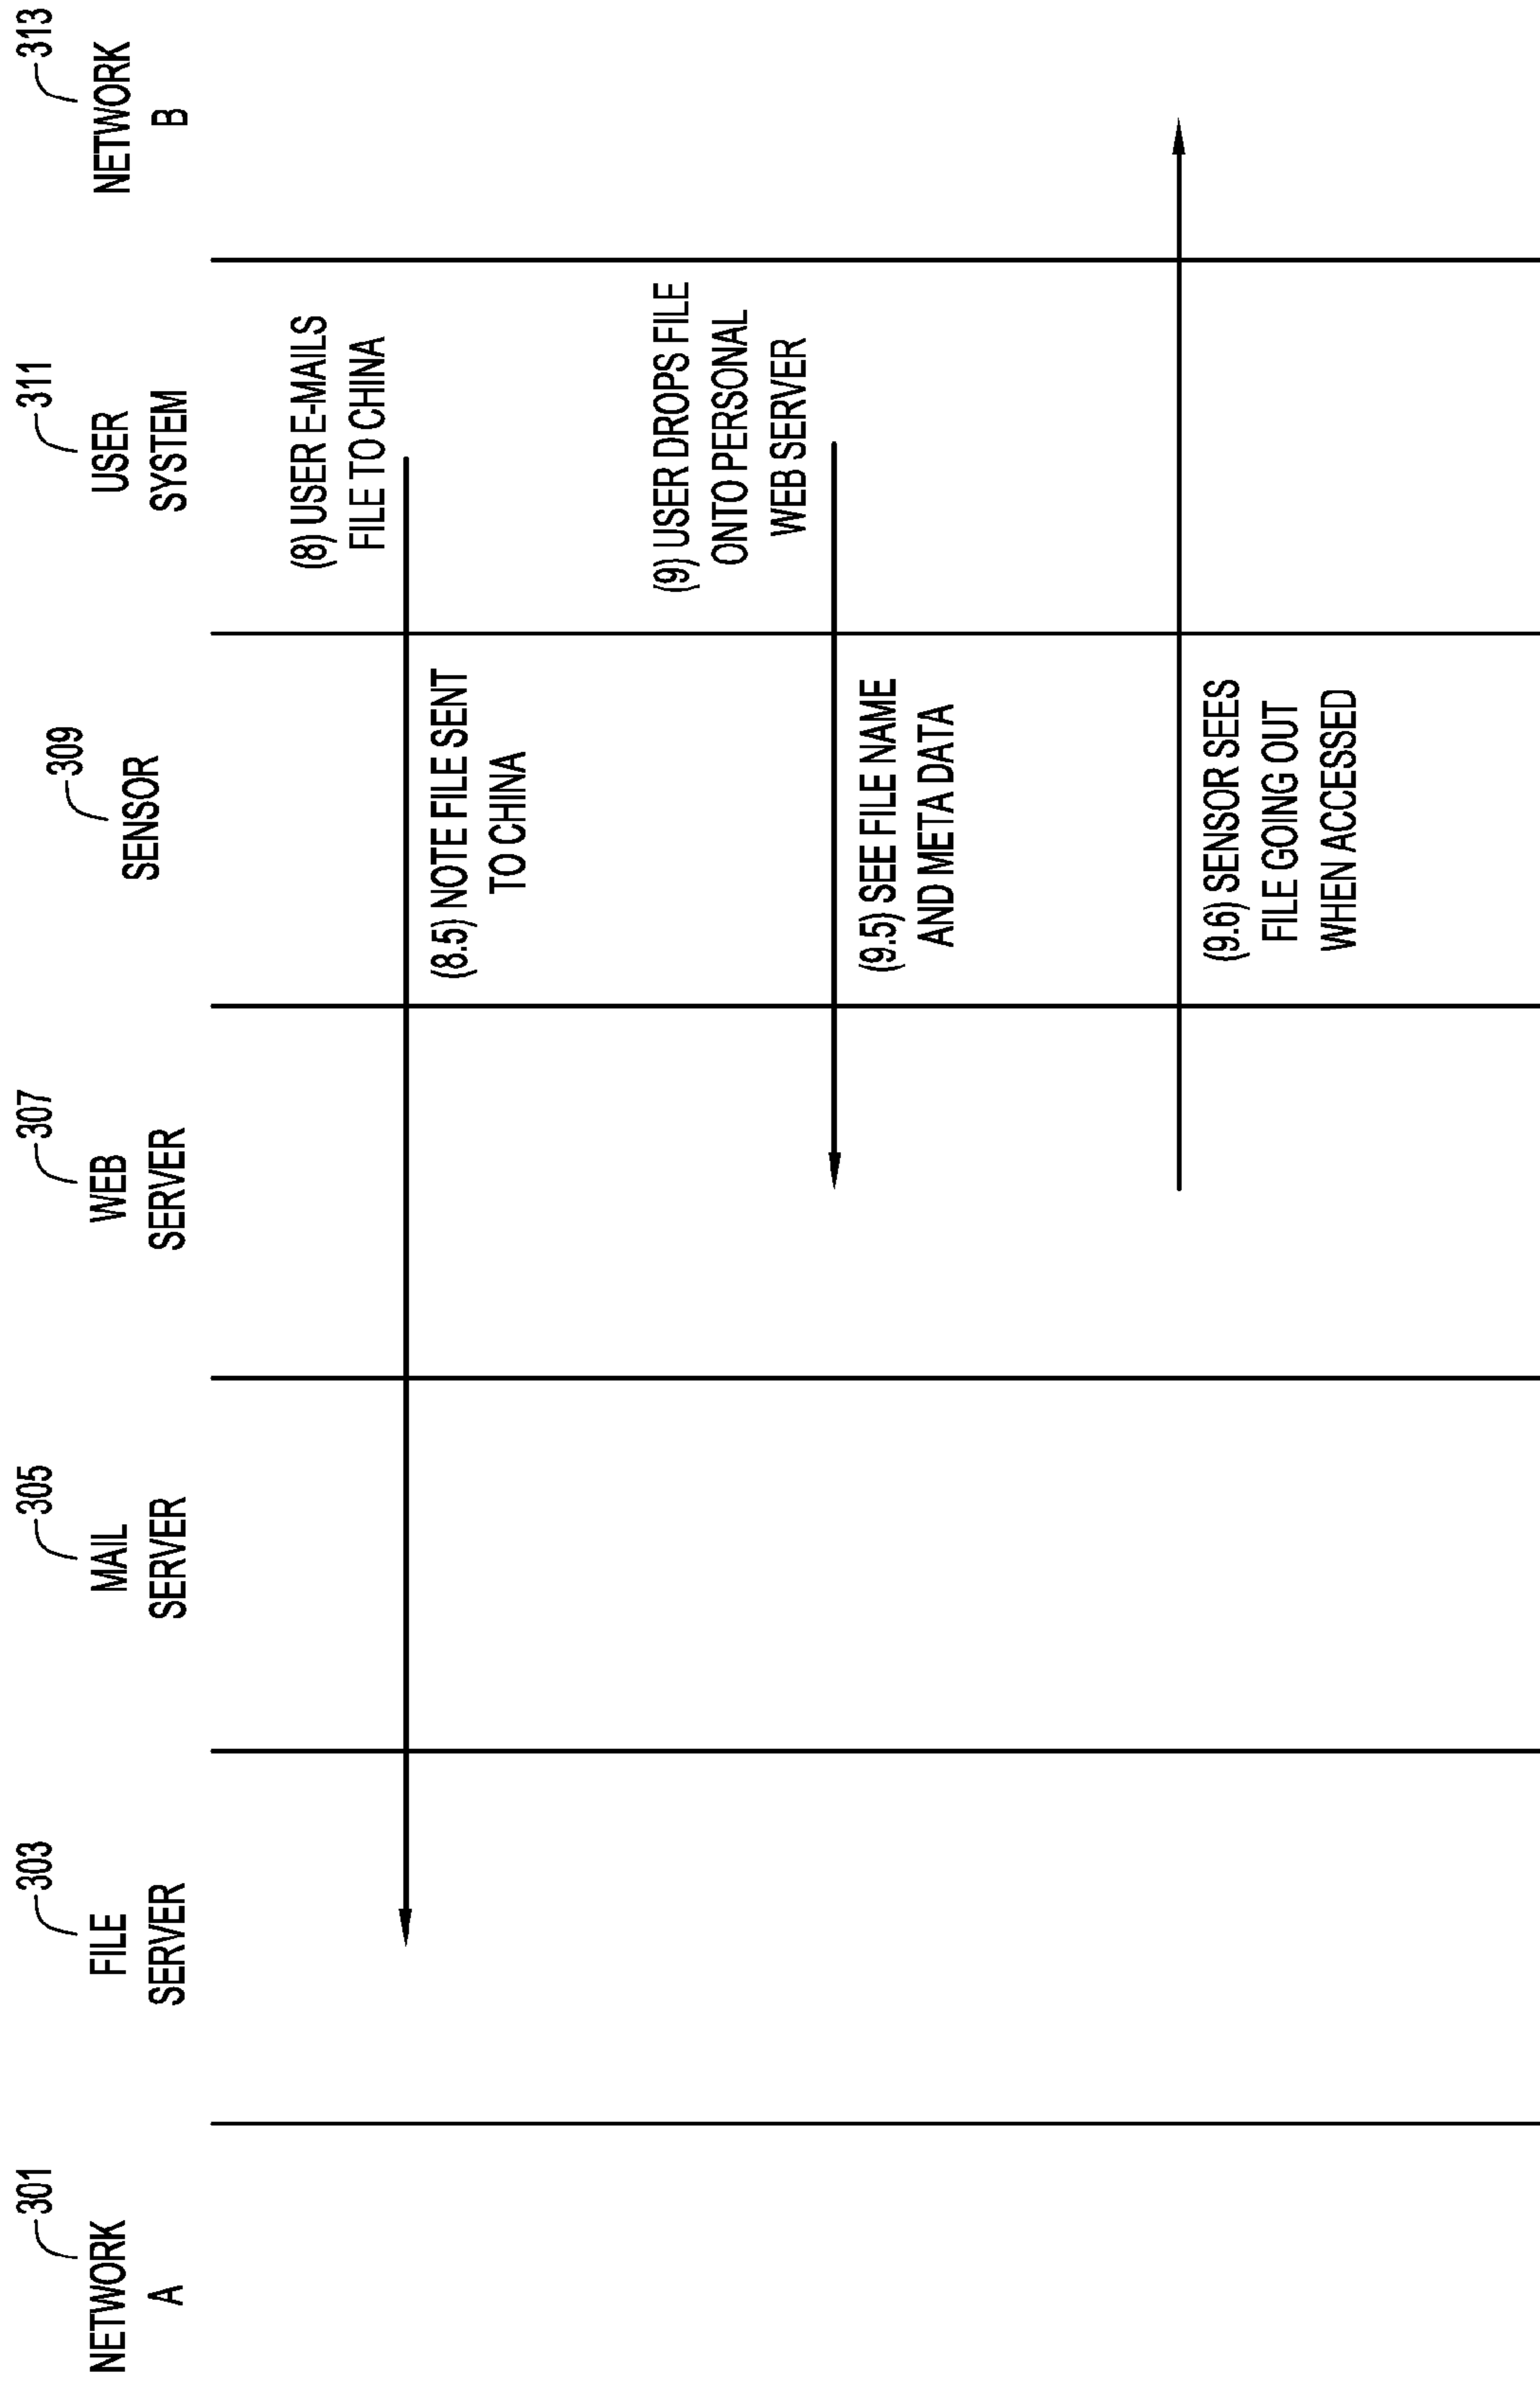 301
NETWORK
A
303
FILE
SERVER
305
MAIL
SERVER
307
WEB
SERVER
309
SENSOR
311
USER
SYSTEM
313
NETWORK
B
(8) USER E-MAILS
FILE TO CHINA
(8.5) NOTE FILE SENT
TO CHINA
(9) USER DROPS FILE
ONTO PERSONAL
WEB SERVER
(9.5) SEE FILE NAME
AND META DATA
(9.6) SENSOR SEES
FILE GOING OUT
WHEN ACCESSED